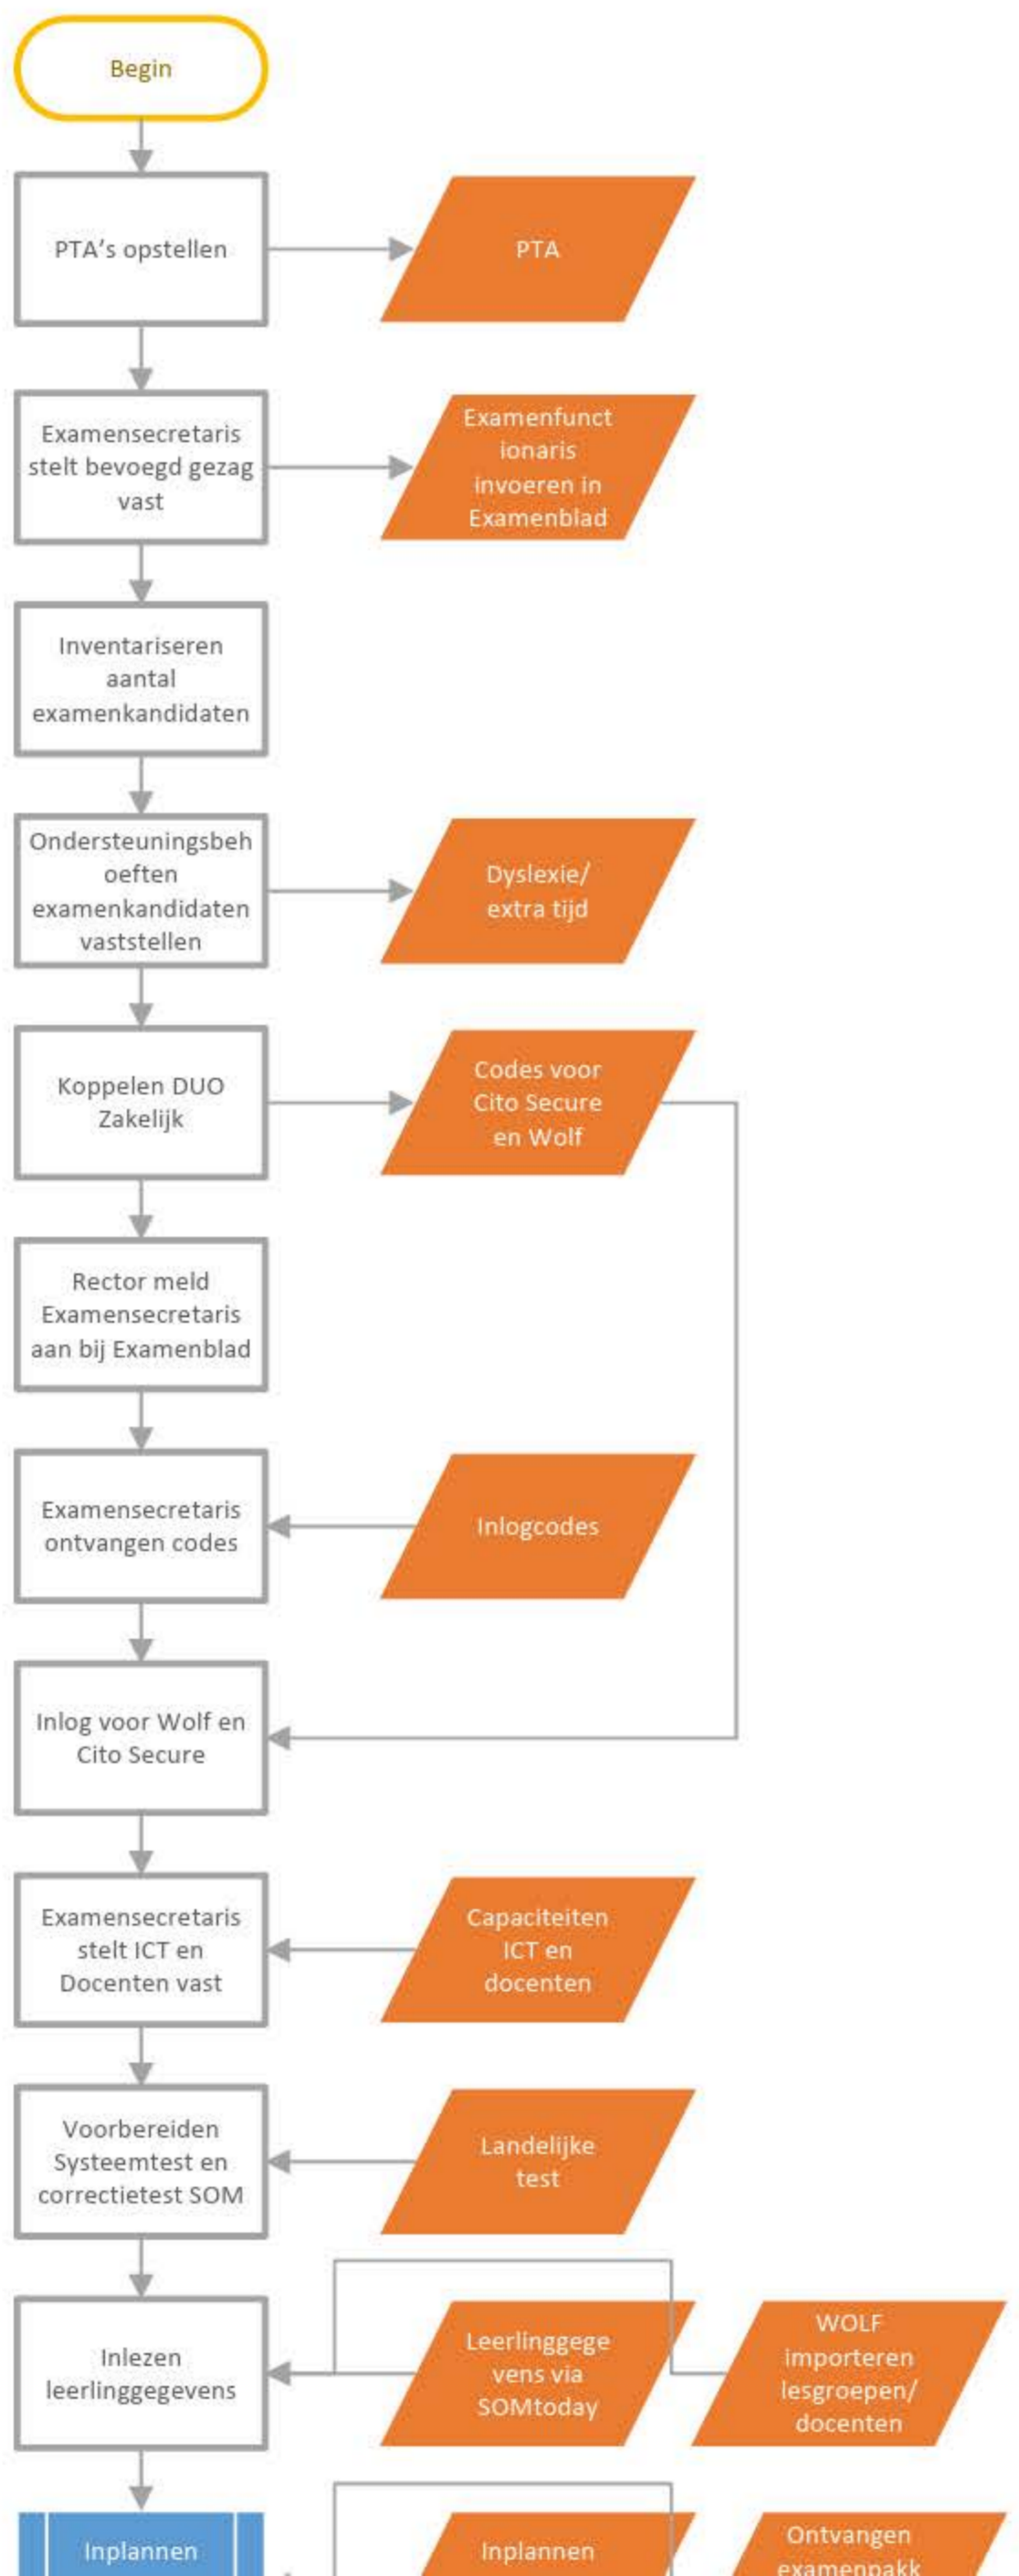 Begin
PTA's opstellen
PTA
Examensecretaris
stelt bevoegd gezag
vast
Examenfunct
ionaris
invoeren in
Examenblad
Inventariseren
aantal
examenkandidaten
Ondersteuningsbeh
oeften
examenkandidaten
vaststellen
Dyslexie/
extra tijd
Koppelen DUO
Zakelijk
Codes voor
Cito Secure
en Wolf
Rector meld
Examensecretaris
aan bij Examenblad
Examensecretaris
ontvangen codes
Inlogcodes
Inlog voor Wolf en
Cito Secure
Examensecretaris
stelt ICT en
Docenten vast
Capaciteiten
ICT en
docenten
Voorbereiden
Systeemtest en
correctietest SOM
Landelijke
test
Inlezen
leerlinggegevens
Leerlinggege
vens via
SOMtoday
WOLF
importeren
lesgroepen/
docenten
Inplannen
Inplannen
Ontvangen
examenpakk